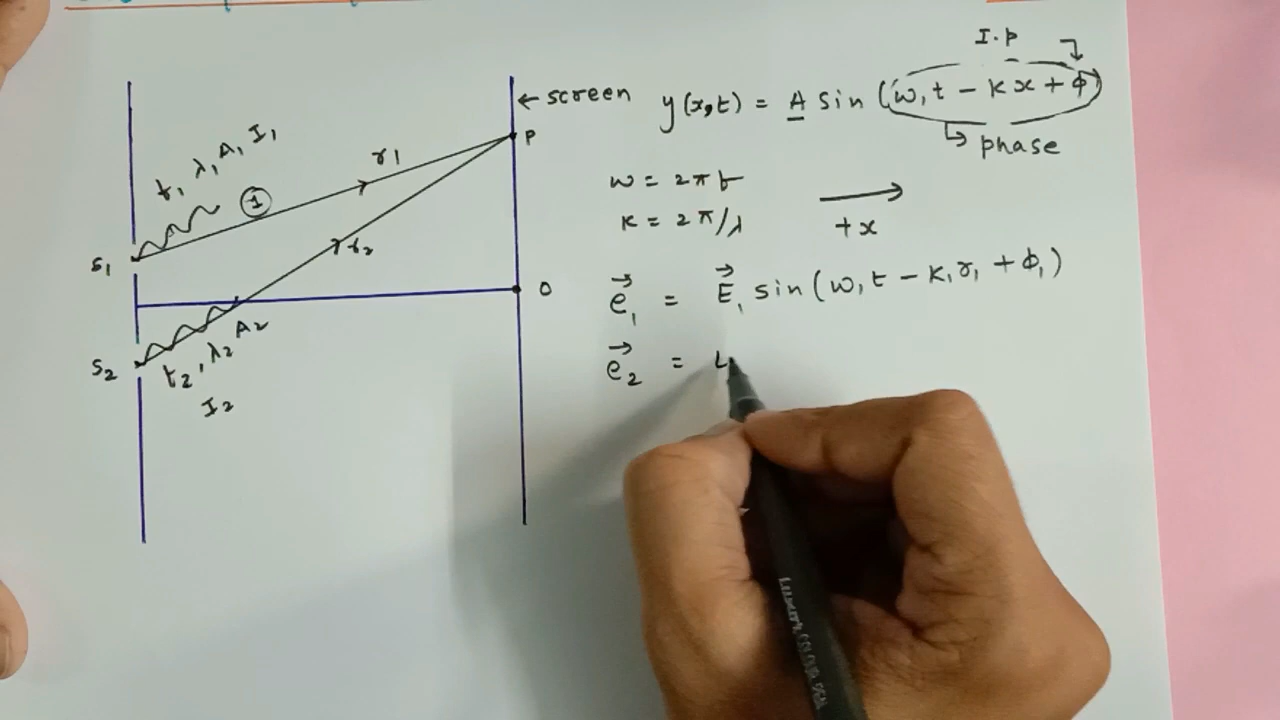 I.p
← screen
y(x,t) = A sin (ω,t − kx + φ)
↳ phase
P
r1
f1 λ1 A1 I1
①
ω = 2πf
k = 2π/λ
+x
S1
r2
O
e⃗1 = E⃗1 sin (ω1t − k1r1 + φ1)
S2
f2, λ2 A2
I2
e⃗2 =